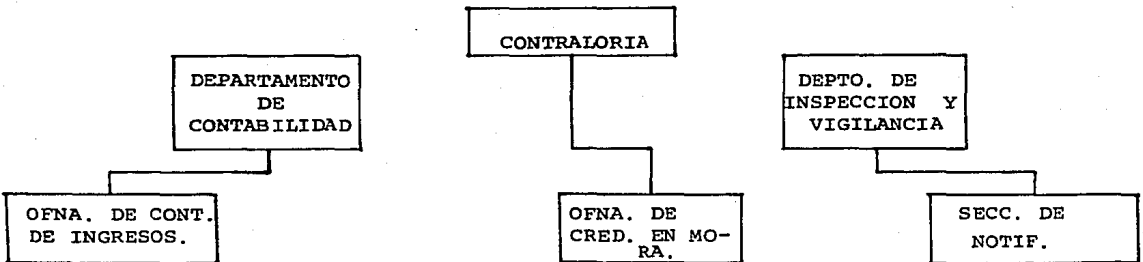 CONTRALORIA
DEPARTAMENTO
DE
CONTABILIDAD
DEPTO. DE
INSPECCION Y
VIGILANCIA
OFNA. DE CONT.
DE INGRESOS.
OFNA. DE
CRED. EN MO-
RA.
SECC. DE
NOTIF.